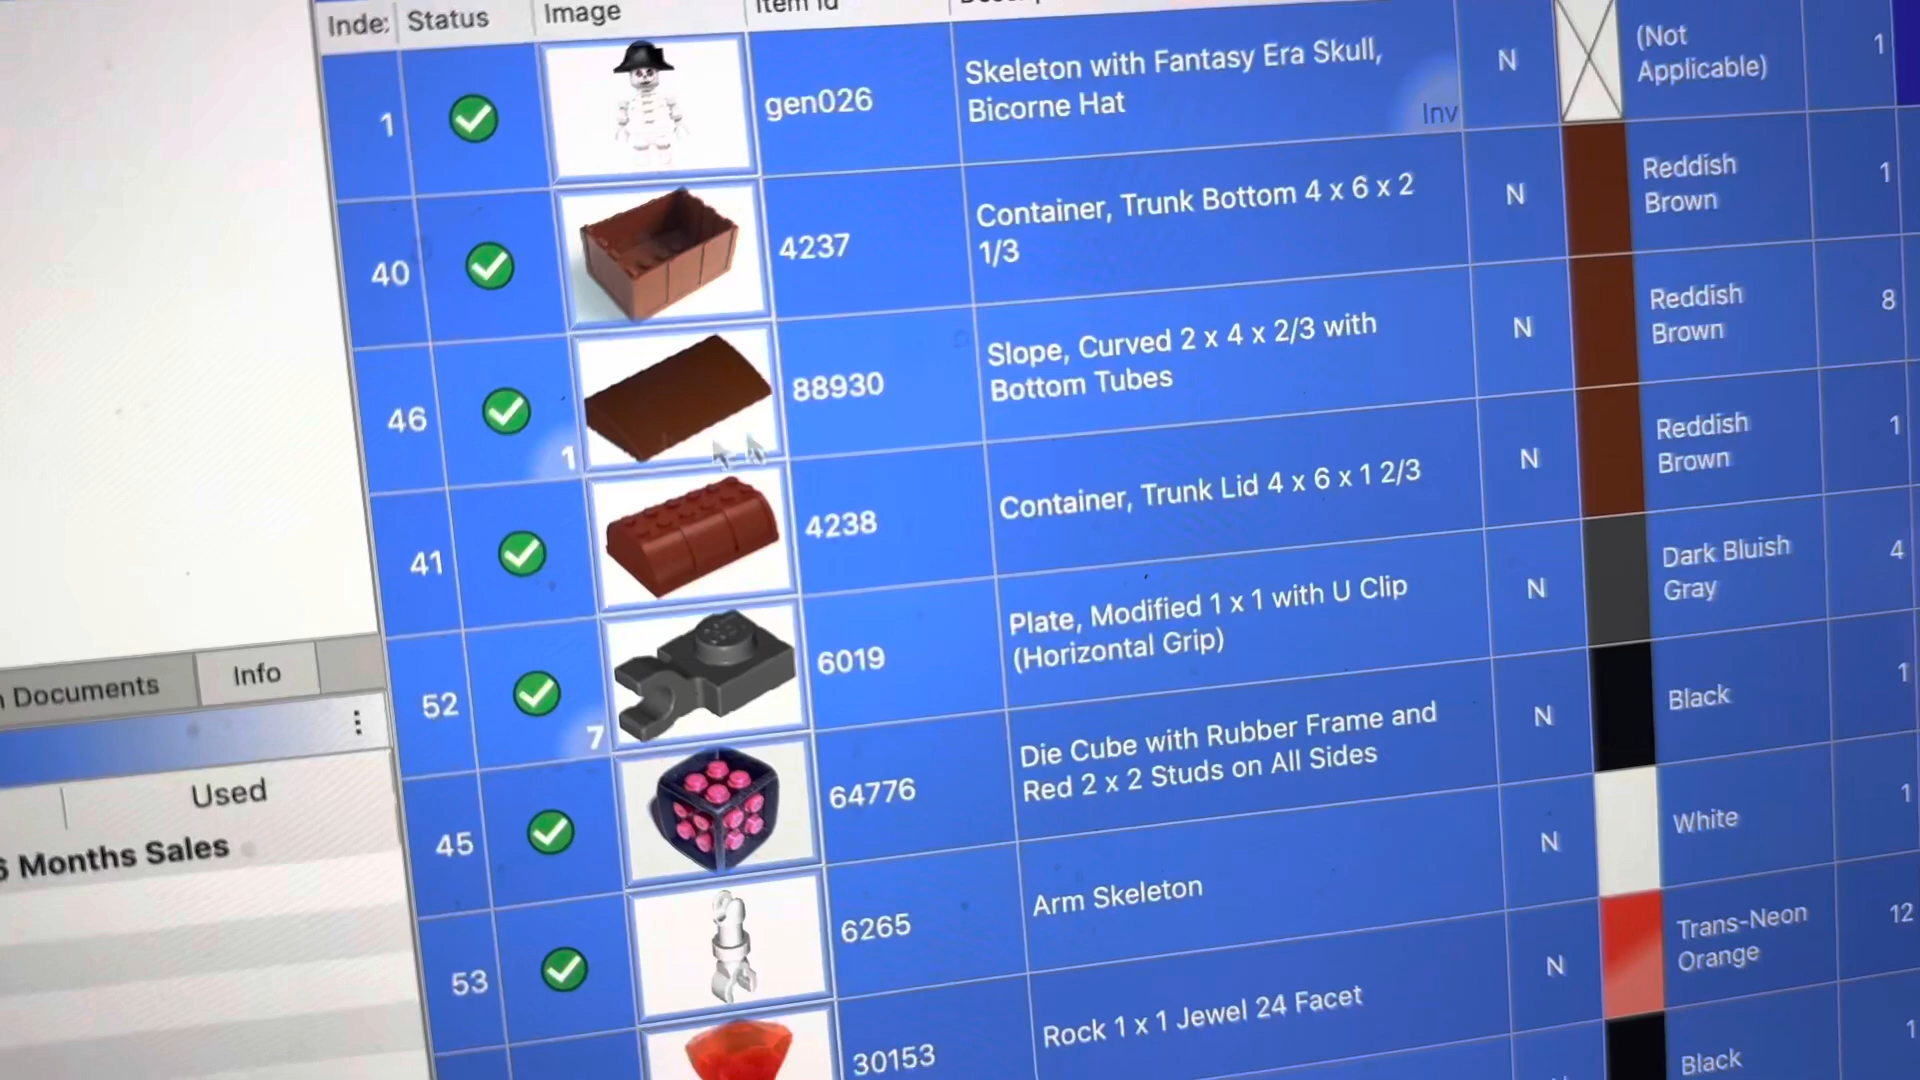 Inde: Status Image Item Id
1 gen026 Skeleton with Fantasy Era Skull, N (Not 1
Bicorne Hat Inv Applicable)
40 4237 Container, Trunk Bottom 4 x 6 x 2 N Reddish 1
1/3 Brown
46 88930 Slope, Curved 2 x 4 x 2/3 with N Reddish 8
1 Bottom Tubes Brown
41 4238 Container, Trunk Lid 4 x 6 x 1 2/3 N Reddish 1
Brown
52 6019 Plate, Modified 1 x 1 with U Clip N Dark Bluish 4
7 (Horizontal Grip) Gray
45 64776 Die Cube with Rubber Frame and N Black 1
Red 2 x 2 Studs on All Sides
53 6265 Arm Skeleton N White 1
30153 Rock 1 x 1 Jewel 24 Facet N Trans-Neon 12
Orange
Black 1
Documents Info
Used
6 Months Sales